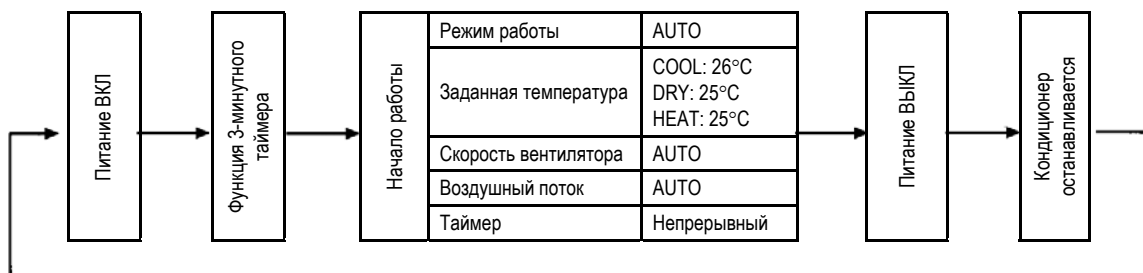 Питание ВКЛ
Функция 3-минутного
таймера
Начало работы
Режим работы AUTO
Заданная температура
COOL: 26°C
DRY: 25°C
HEAT: 25°C
Скорость вентилятора AUTO
Воздушный поток AUTO
Таймер Непрерывный
Питание ВЫКЛ
Кондиционер
останавливается